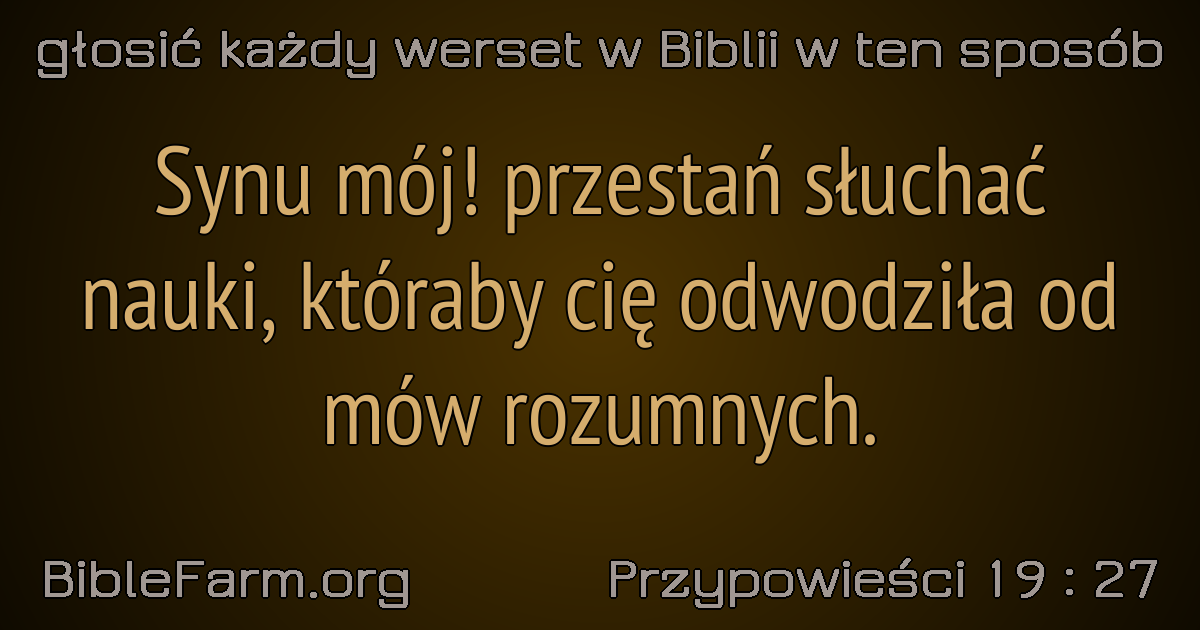 głosić każdy werset w Biblii w ten sposób
Synu mój! przestań słuchać
nauki, któraby cię odwodziła od
mów rozumnych.
BibleFarm.org
Przypowieści 19 : 27